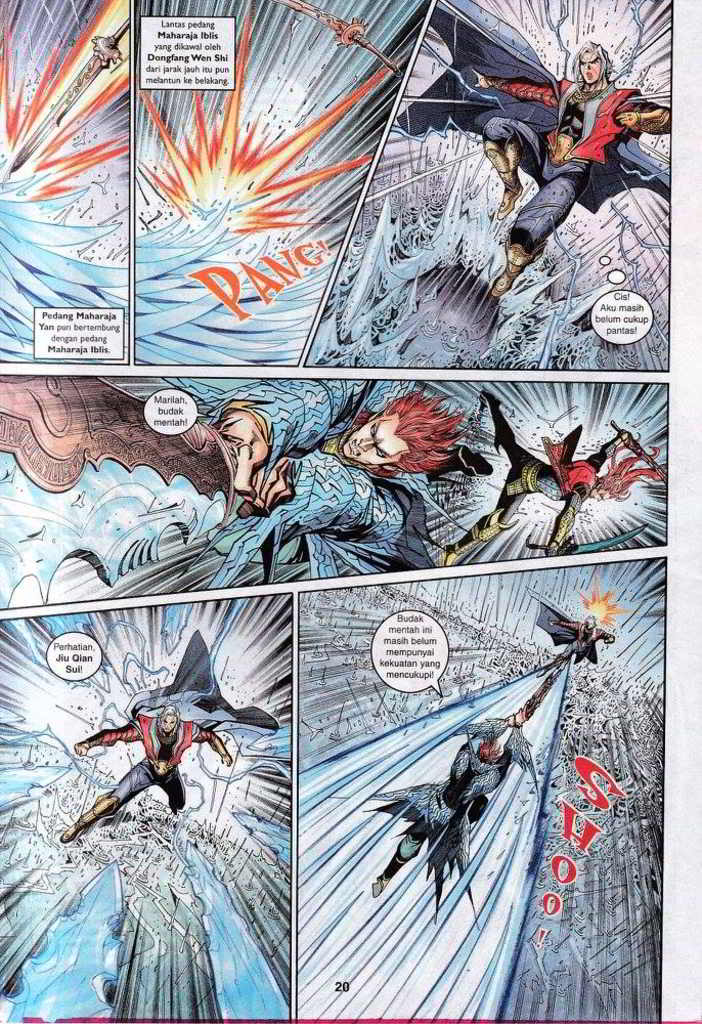 Pedang Maharaja
Yan pun bertembung
dengan pedang
Maharaja Iblis.
Lantas pedang
Maharaja Iblis
yang dikawal oleh
Dongfang Wen Shi
dari jarak jauh itu pun
melantun ke belakang.
PANG!
Cis!
Aku masih
belum cukup
pantas!
Marilah,
budak
mentah!
Perhatian,
Jiu Qian
Sui!
Budak
mentah ini
masih belum
mempunyai
kekuatan yang
mencukupi!
SHOO!
20